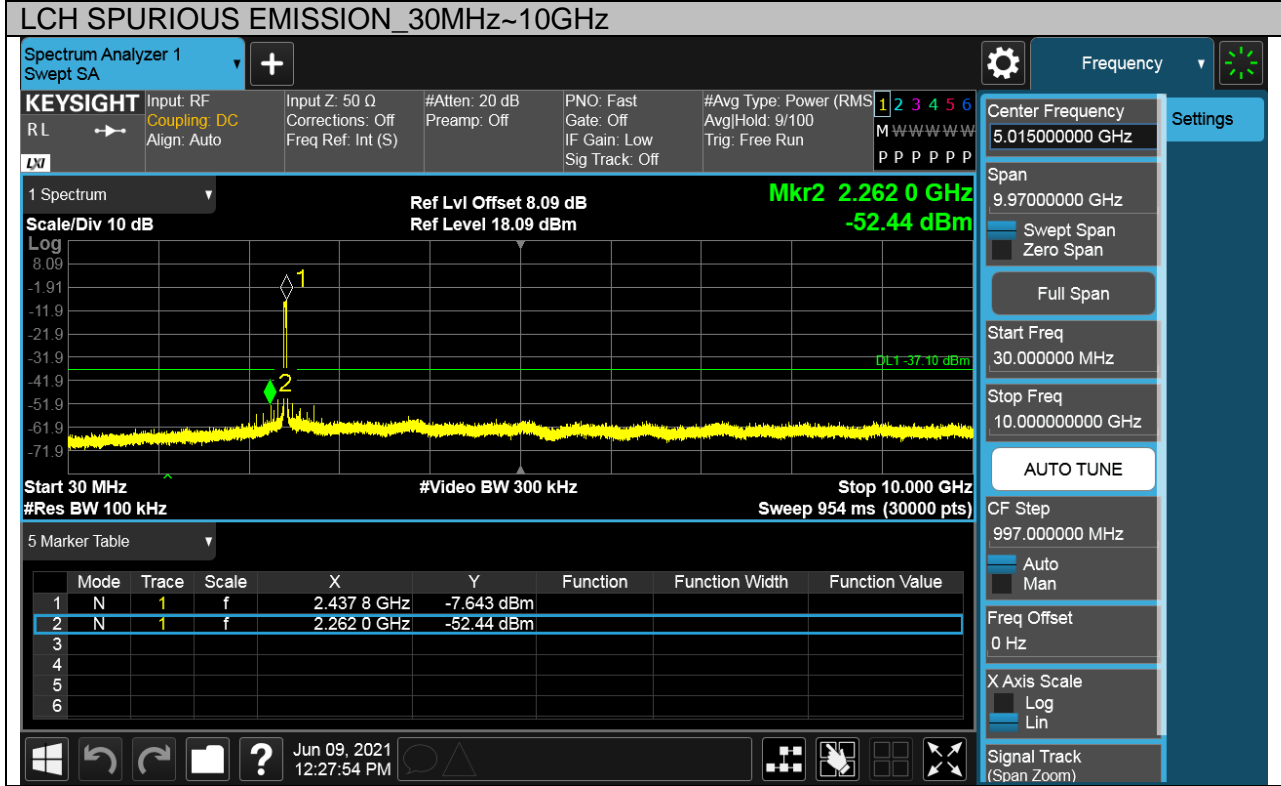 LCH SPURIOUS EMISSION_30MHz~10GHz
Spectrum Analyzer 1
Swept SA
+
Frequency
KEYSIGHT
RL
LXI
Input: RF
Coupling: DC
Align: Auto
Input Z: 50 Ω
Corrections: Off
Freq Ref: Int (S)
#Atten: 20 dB
Preamp: Off
PNO: Fast
Gate: Off
IF Gain: Low
Sig Track: Off
#Avg Type: Power (RMS
Avg|Hold: 9/100
Trig: Free Run
1 2 3 4 5 6
M W W W W W
P P P P P P
1 Spectrum
Scale/Div 10 dB
Ref Lvl Offset 8.09 dB
Ref Level 18.09 dBm
Mkr2 2.262 0 GHz
-52.44 dBm
Log
8.09
-1.91
-11.9
-21.9
-31.9
-41.9
-51.9
-61.9
-71.9
1
2
DL1 -37.10 dBm
Start 30 MHz
#Video BW 300 kHz
Stop 10.000 GHz
#Res BW 100 kHz
Sweep 954 ms (30000 pts)
5 Marker Table
Mode Trace Scale X Y Function Function Width Function Value
1 N 1 f 2.437 8 GHz -7.643 dBm
2 N 1 f 2.262 0 GHz -52.44 dBm
3
4
5
6
?
Jun 09, 2021
12:27:54 PM
Center Frequency
5.015000000 GHz
Settings
Span
9.97000000 GHz
Swept Span
Zero Span
Full Span
Start Freq
30.000000 MHz
Stop Freq
10.000000000 GHz
AUTO TUNE
CF Step
997.000000 MHz
Auto
Man
Freq Offset
0 Hz
X Axis Scale
Log
Lin
Signal Track
(Span Zoom)